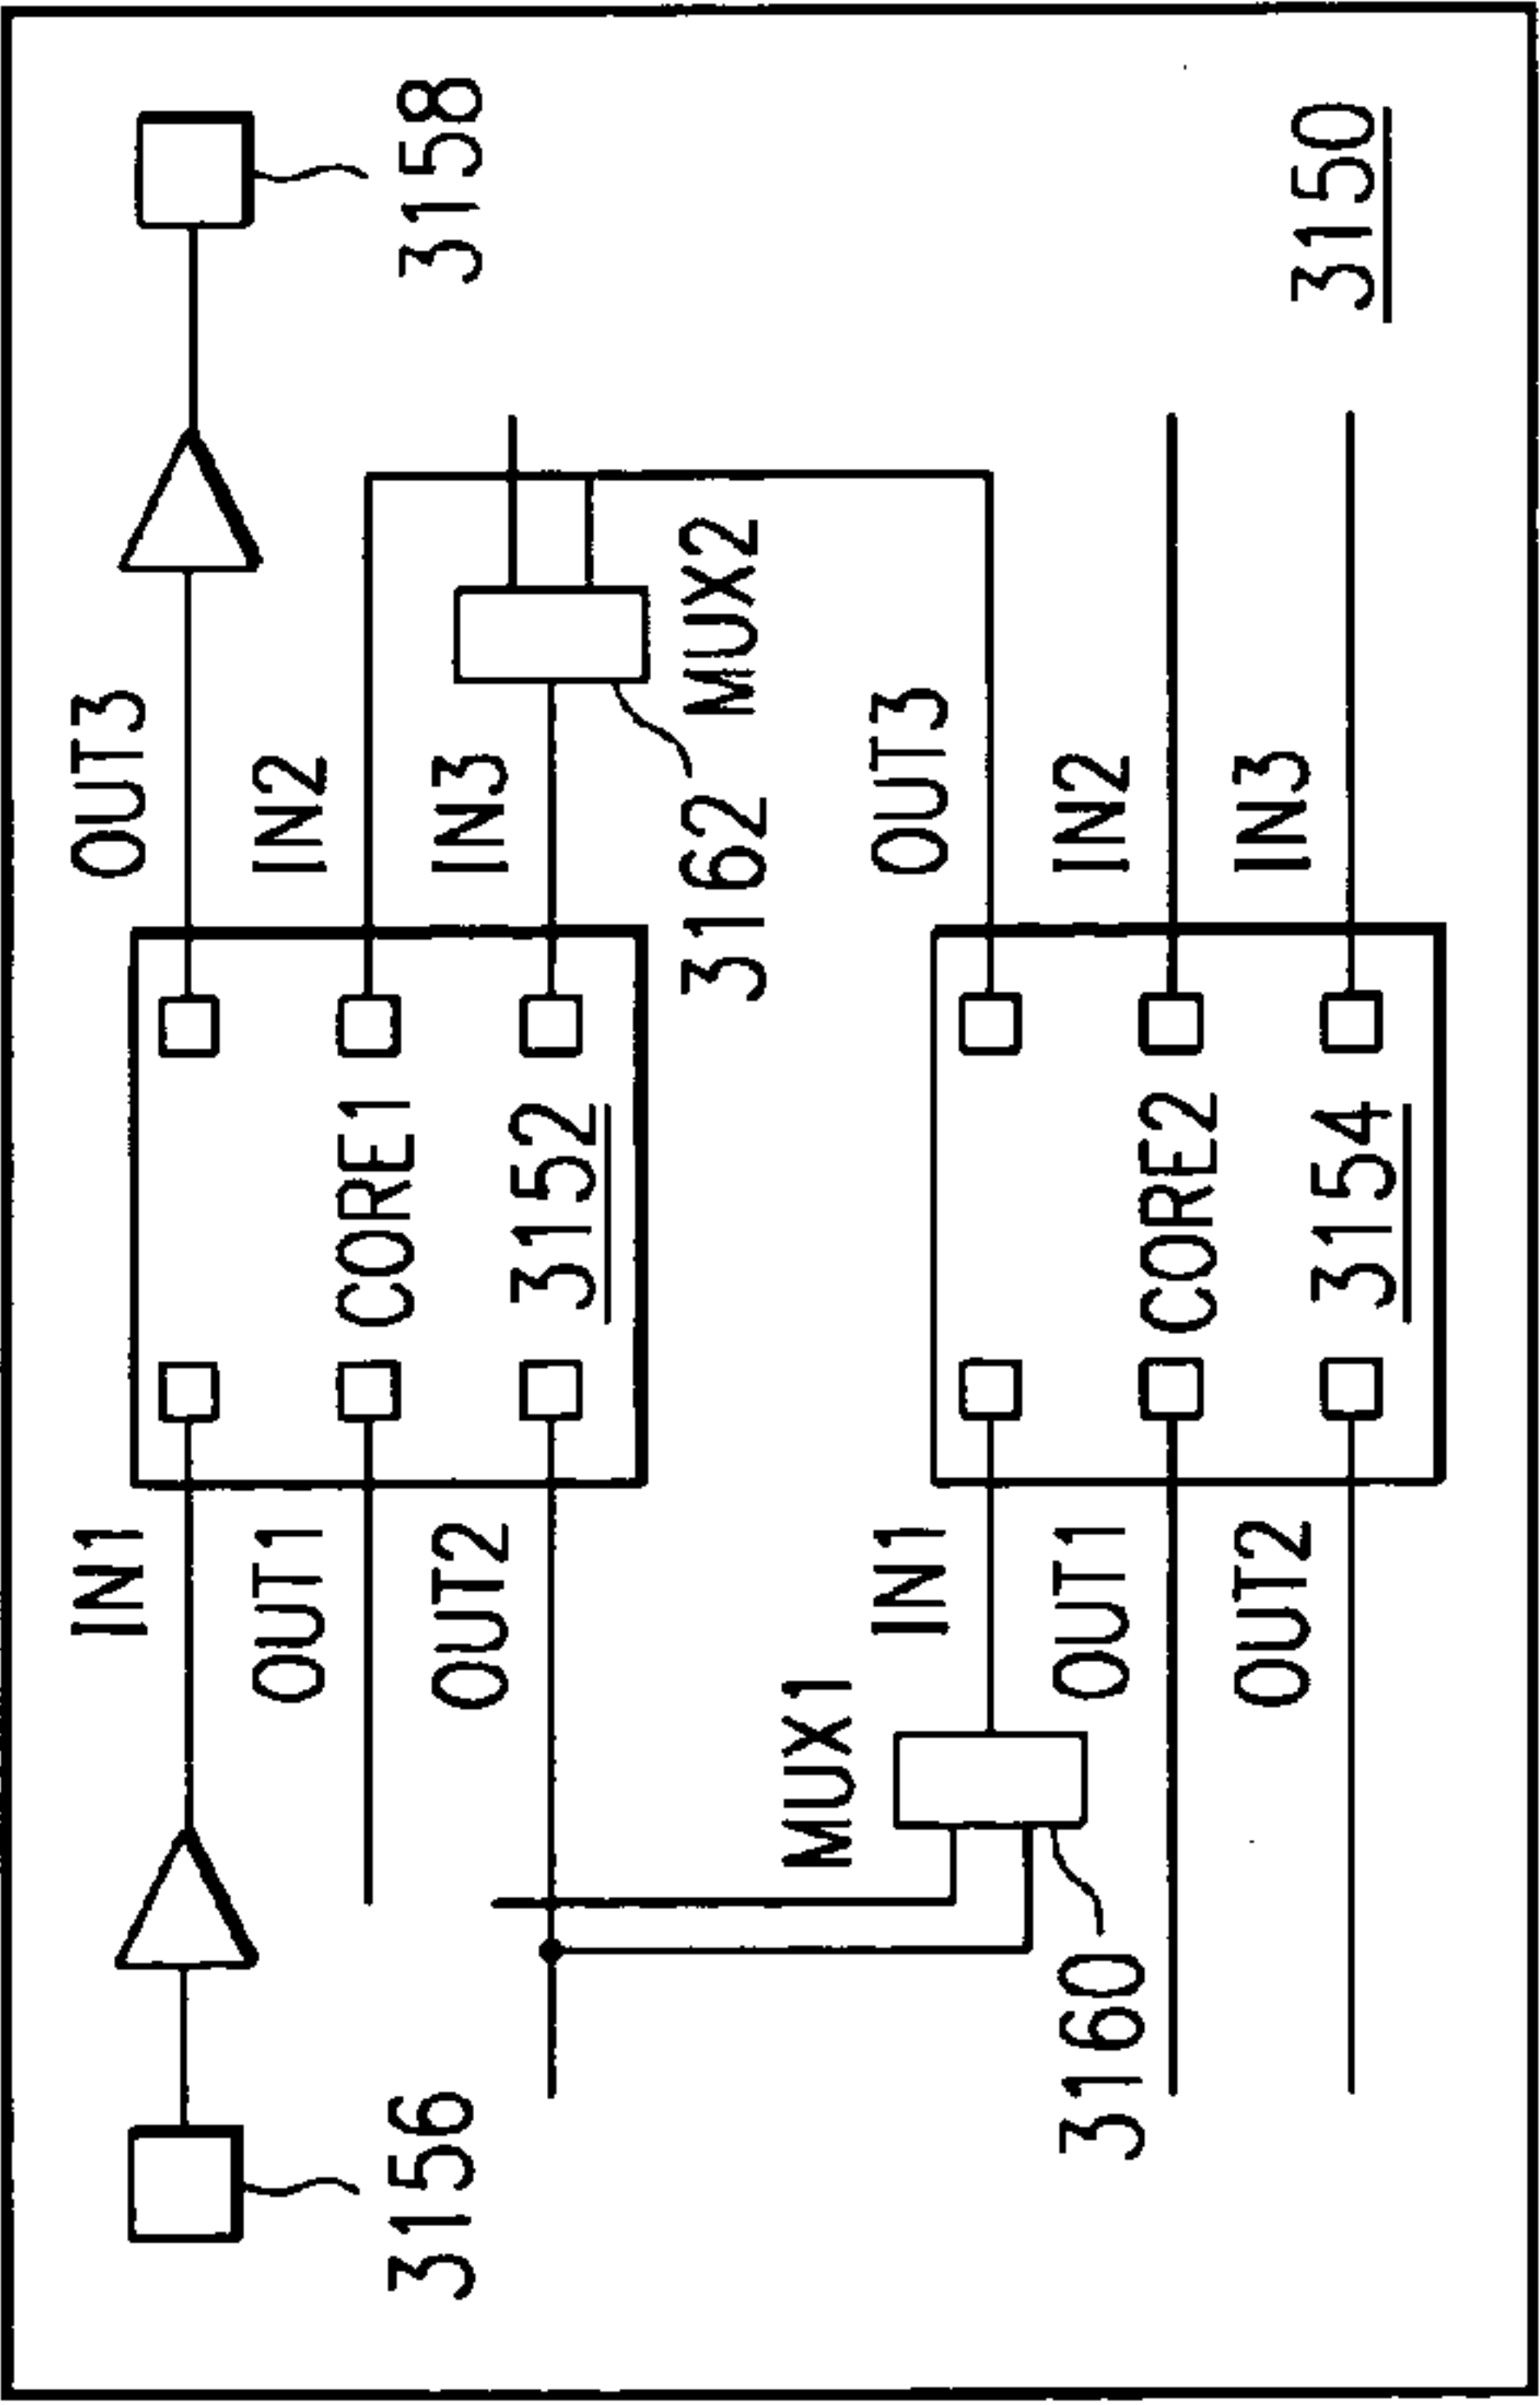 IN1
OUT3
OUT1
IN2
CORE1
3156
3158
OUT2
IN3
3152
3162
MUX2
MUX1
IN1
OUT3
3160
OUT1
IN2
CORE2
OUT2
IN3
3154
3150